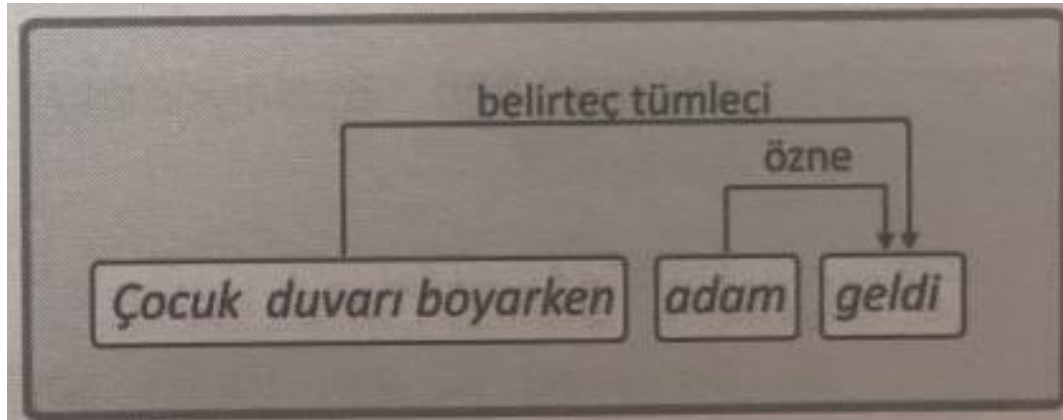 belirteç tümleci
özne
Çocuk duvarı boyarken adam geldi